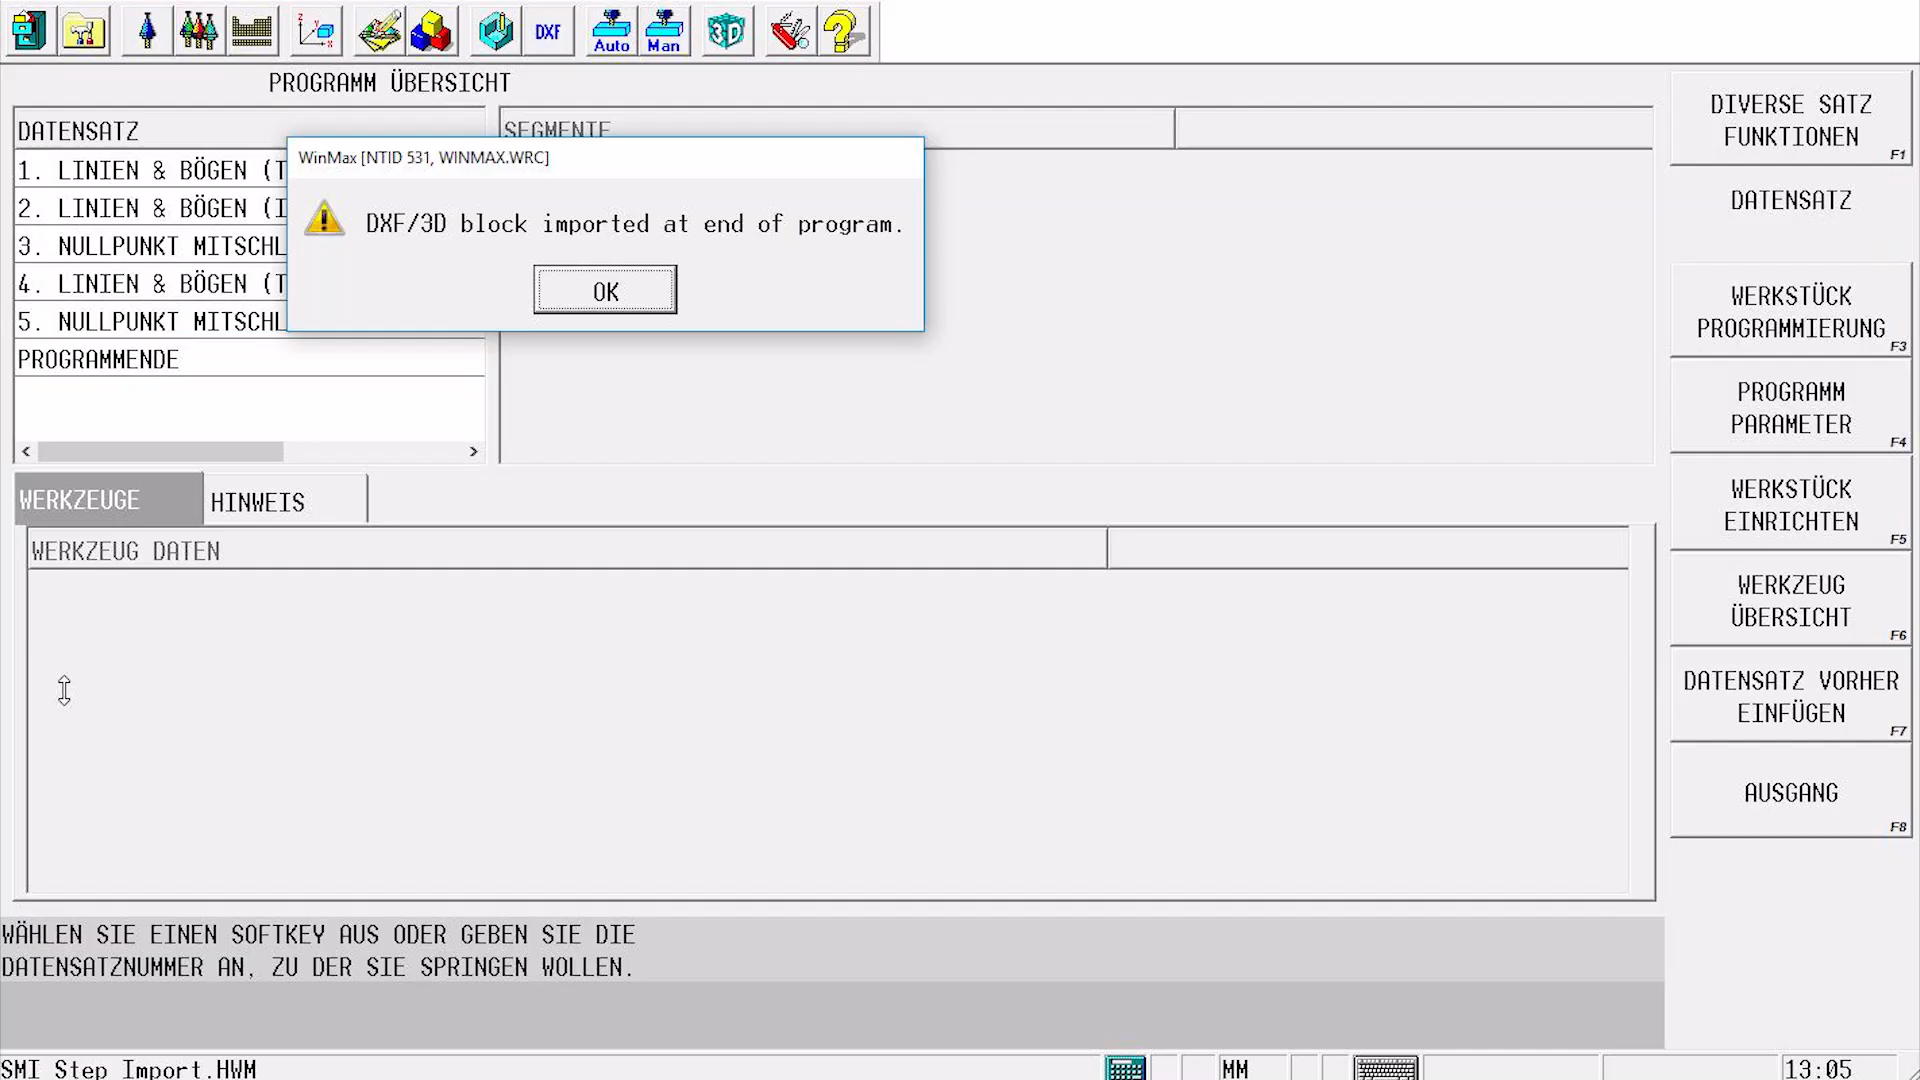 DXF
Auto
Man
3D
PROGRAMM ÜBERSICHT
DATENSATZ
1. LINIEN & BÖGEN (T
2. LINIEN & BÖGEN (I
3. NULLPUNKT MITSCHL
4. LINIEN & BÖGEN (T
5. NULLPUNKT MITSCHL
PROGRAMMENDE
SEGMENTE
WinMax [NTID 531, WINMAX.WRC]
DXF/3D block imported at end of program.
OK
WERKZEUGE
HINWEIS
WERKZEUG DATEN
DIVERSE SATZ
FUNKTIONEN
F1
DATENSATZ
WERKSTÜCK
PROGRAMMIERUNG
F3
PROGRAMM
PARAMETER
F4
WERKSTÜCK
EINRICHTEN
F5
WERKZEUG
ÜBERSICHT
F6
DATENSATZ VORHER
EINFÜGEN
F7
AUSGANG
F8
WÄHLEN SIE EINEN SOFTKEY AUS ODER GEBEN SIE DIE
DATENSATZNUMMER AN, ZU DER SIE SPRINGEN WOLLEN.
SMI Step Import.HWM
MM
13:05